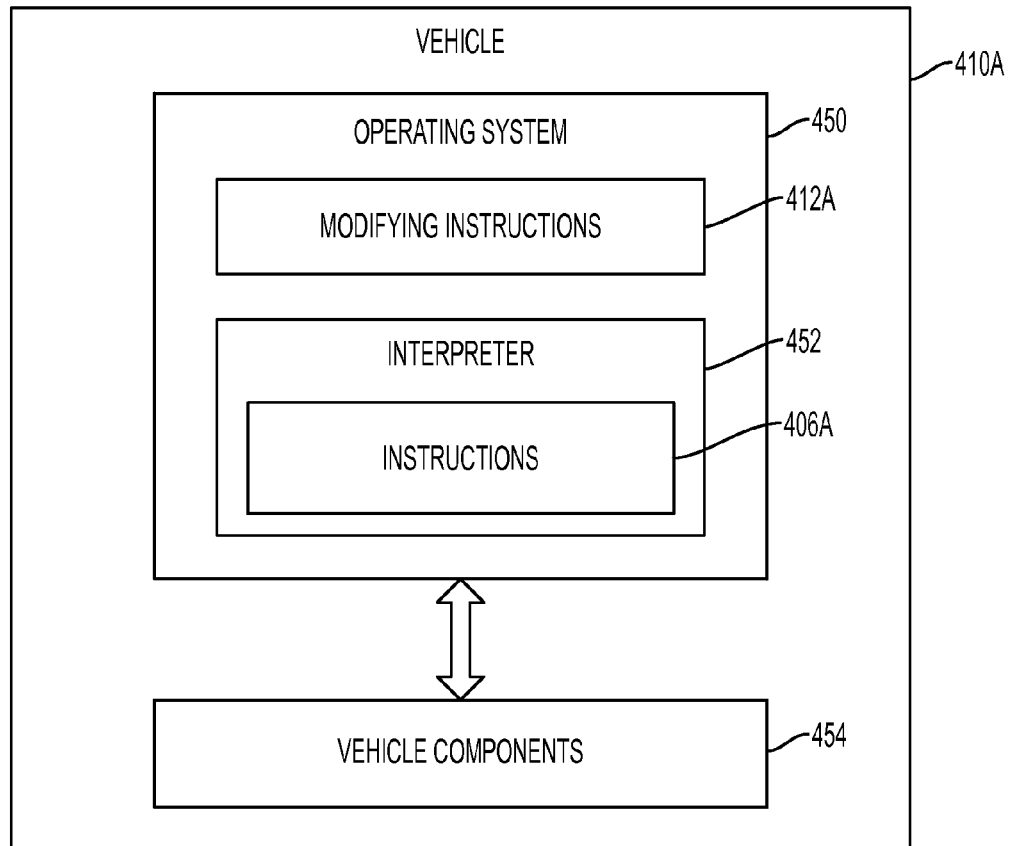 VEHICLE
410A
OPERATING SYSTEM
450
MODIFYING INSTRUCTIONS
412A
INTERPRETER
452
INSTRUCTIONS
406A
VEHICLE COMPONENTS
454